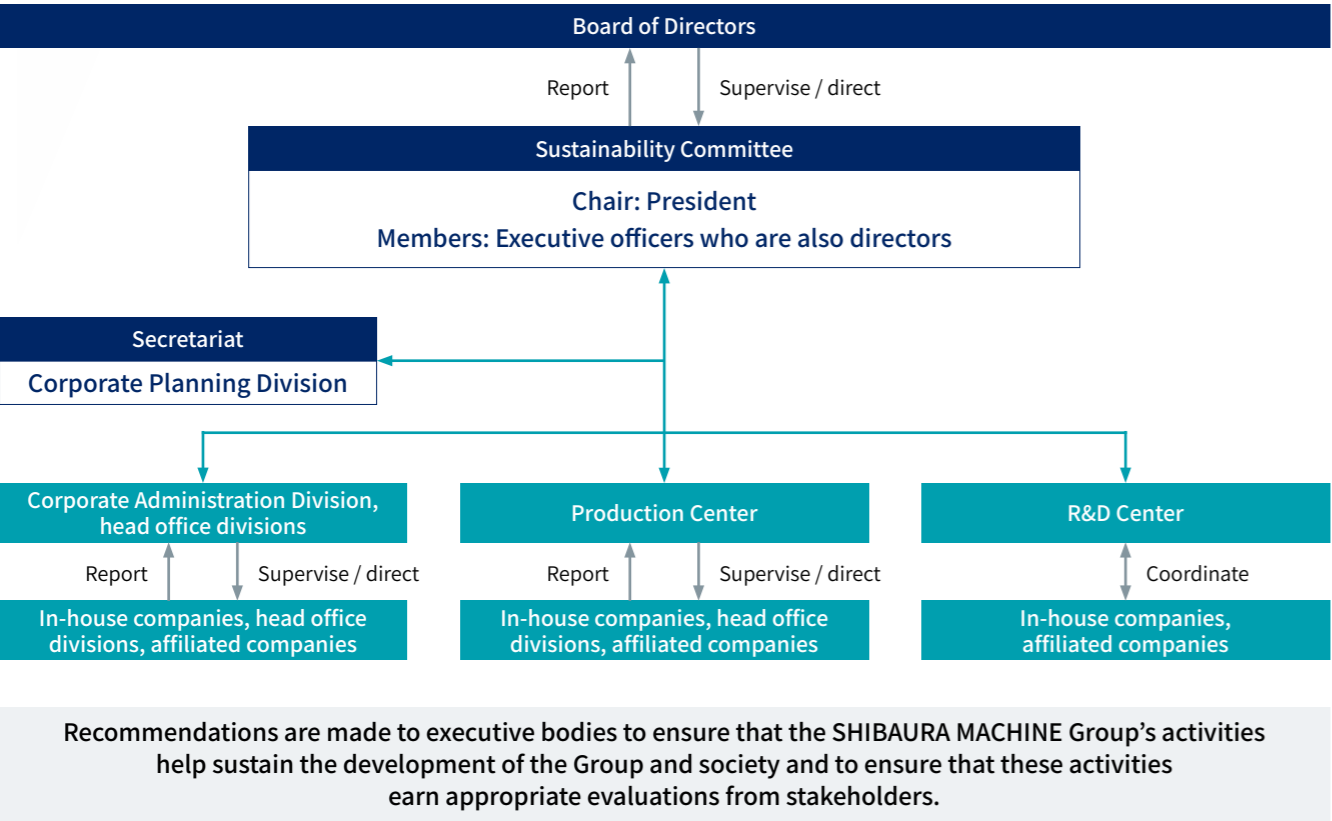 Board of Directors
Report
Supervise / direct
Sustainability Committee
Chair: President
Members: Executive officers who are also directors
Secretariat
Corporate Planning Division
Corporate Administration Division,
head office divisions
Production Center
R&D Center
Report
Supervise / direct
Report
Supervise / direct
Coordinate
In-house companies, head office
divisions, affiliated companies
In-house companies, head office
divisions, affiliated companies
In-house companies,
affiliated companies
Recommendations are made to executive bodies to ensure that the SHIBAURA MACHINE Group’s activities
help sustain the development of the Group and society and to ensure that these activities
earn appropriate evaluations from stakeholders.